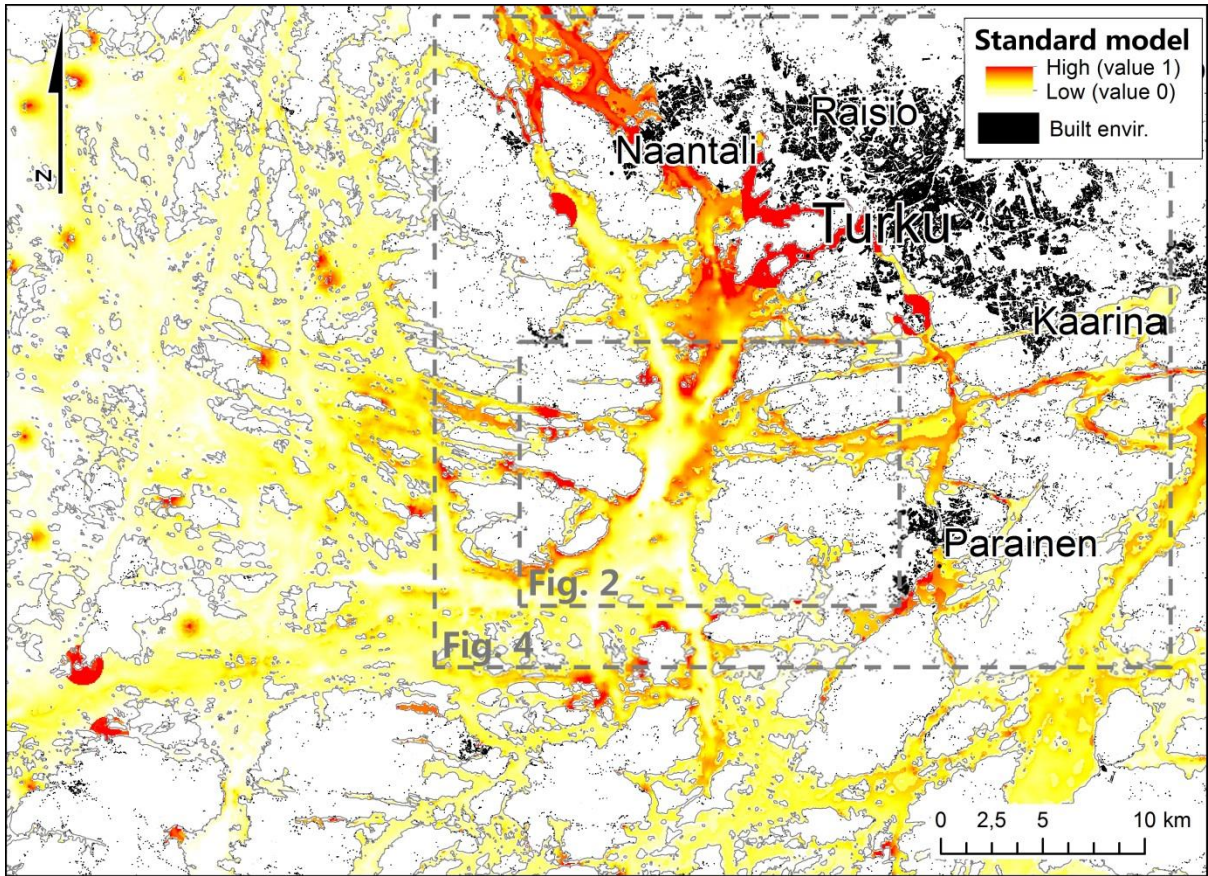 Standard model
High (value 1)
Low (value 0)
Built envir.
N
Raisio
Naantali
Turku
Kaarina
Parainen
Fig. 2
Fig. 4
0 2,5 5 10 km